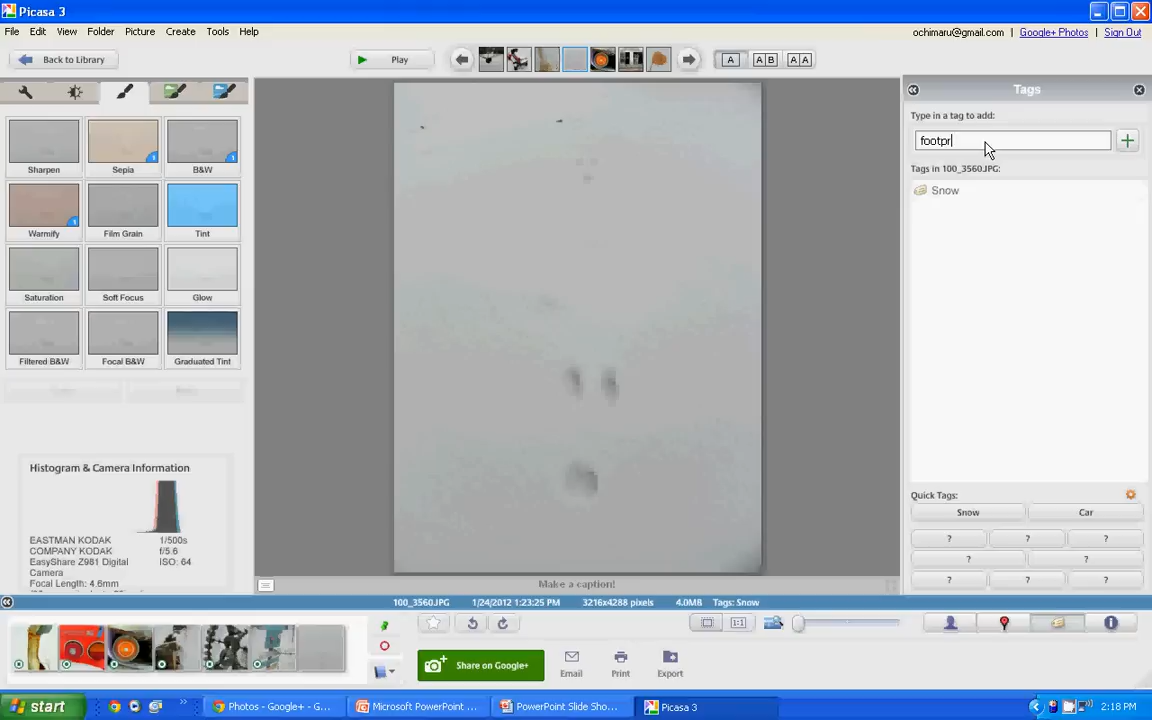 Picasa 3
File Edit View Folder Picture Create Tools Help
ochimaru@gmail.com | Google+ Photos | Sign Out
Back to Library
Play
A AB AA
Tags
Type in a tag to add:
footpr
Tags in 100_3560.JPG:
Snow
Sharpen Sepia B&W
Warmify Film Grain Tint
Saturation Soft Focus Glow
Filtered B&W Focal B&W Graduated Tint
Histogram & Camera Information
EASTMAN KODAK 1/500s
COMPANY KODAK f/5.6
EasyShare Z981 Digital ISO: 64
Camera
Focal Length: 4.6mm
Quick Tags:
Snow Car
? ? ?
? ?
? ? ?
Make a caption!
100_3560.JPG 1/24/2012 1:23:25 PM 3216x4288 pixels 4.0MB Tags: Snow
1:1
Share on Google+
Email Print Export
start
Photos - Google+ - G...
Microsoft PowerPoint ...
PowerPoint Slide Sho...
Picasa 3
2:18 PM